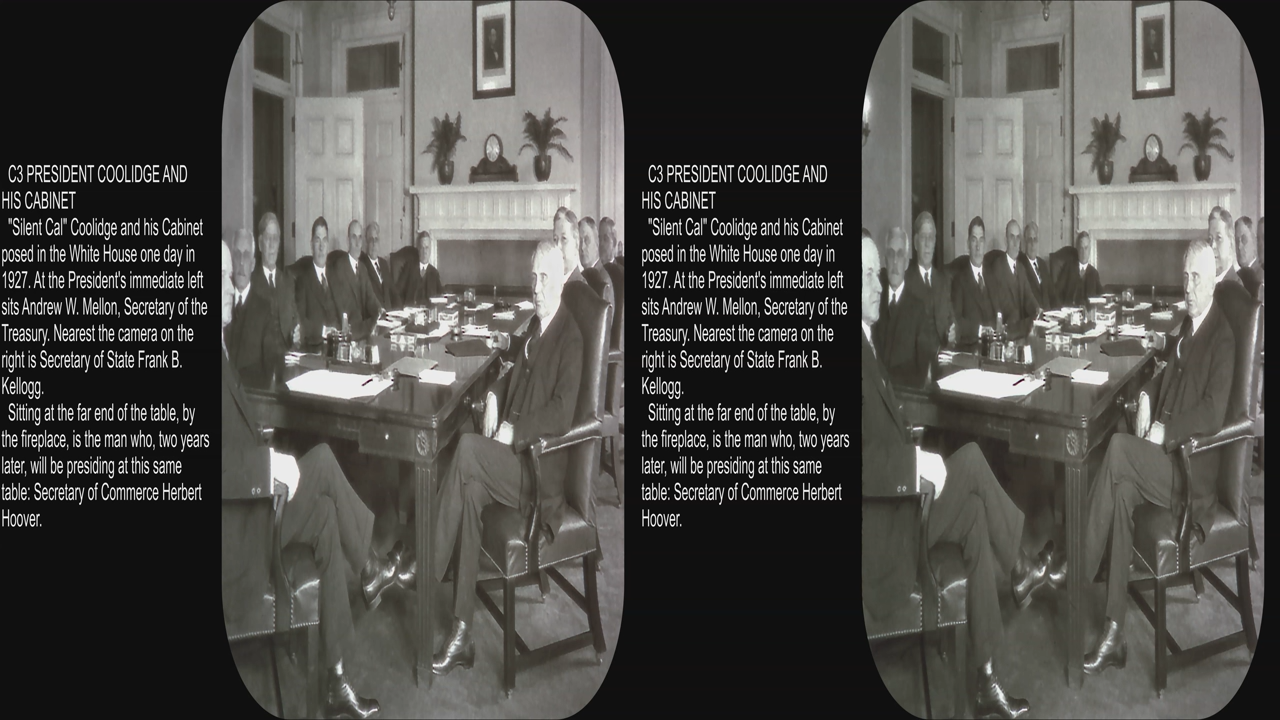 C3 PRESIDENT COOLIDGE AND
HIS CABINET
"Silent Cal" Coolidge and his Cabinet
posed in the White House one day in
1927. At the President's immediate left
sits Andrew W. Mellon, Secretary of the
Treasury. Nearest the camera on the
right is Secretary of State Frank B.
Kellogg.
Sitting at the far end of the table, by
the fireplace, is the man who, two years
later, will be presiding at this same
table: Secretary of Commerce Herbert
Hoover.
C3 PRESIDENT COOLIDGE AND
HIS CABINET
"Silent Cal" Coolidge and his Cabinet
posed in the White House one day in
1927. At the President's immediate left
sits Andrew W. Mellon, Secretary of the
Treasury. Nearest the camera on the
right is Secretary of State Frank B.
Kellogg.
Sitting at the far end of the table, by
the fireplace, is the man who, two years
later, will be presiding at this same
table: Secretary of Commerce Herbert
Hoover.